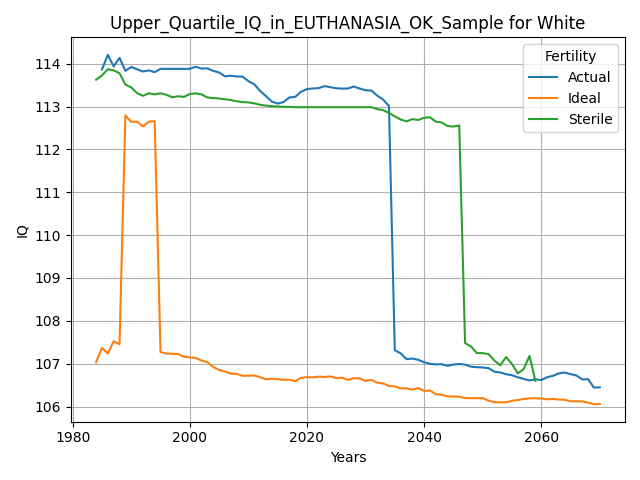 Upper_Quartile_IQ_in_EUTHANASIA_OK_Sample for White
Fertility
Actual
Ideal
Sterile
IQ
114
113
112
111
110
109
108
107
106
1980
2000
2020
2040
2060
Years